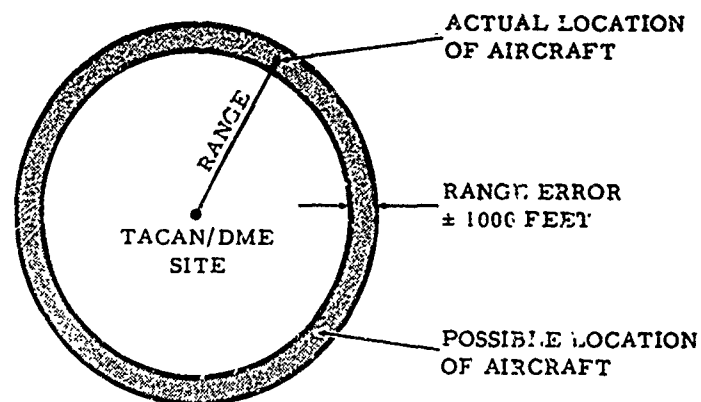 ACTUAL LOCATION
OF AIRCRAFT
RANGE
RANGE ERROR
± 1000 FEET
TACAN/DME
SITE
POSSIBLE LOCATION
OF AIRCRAFT